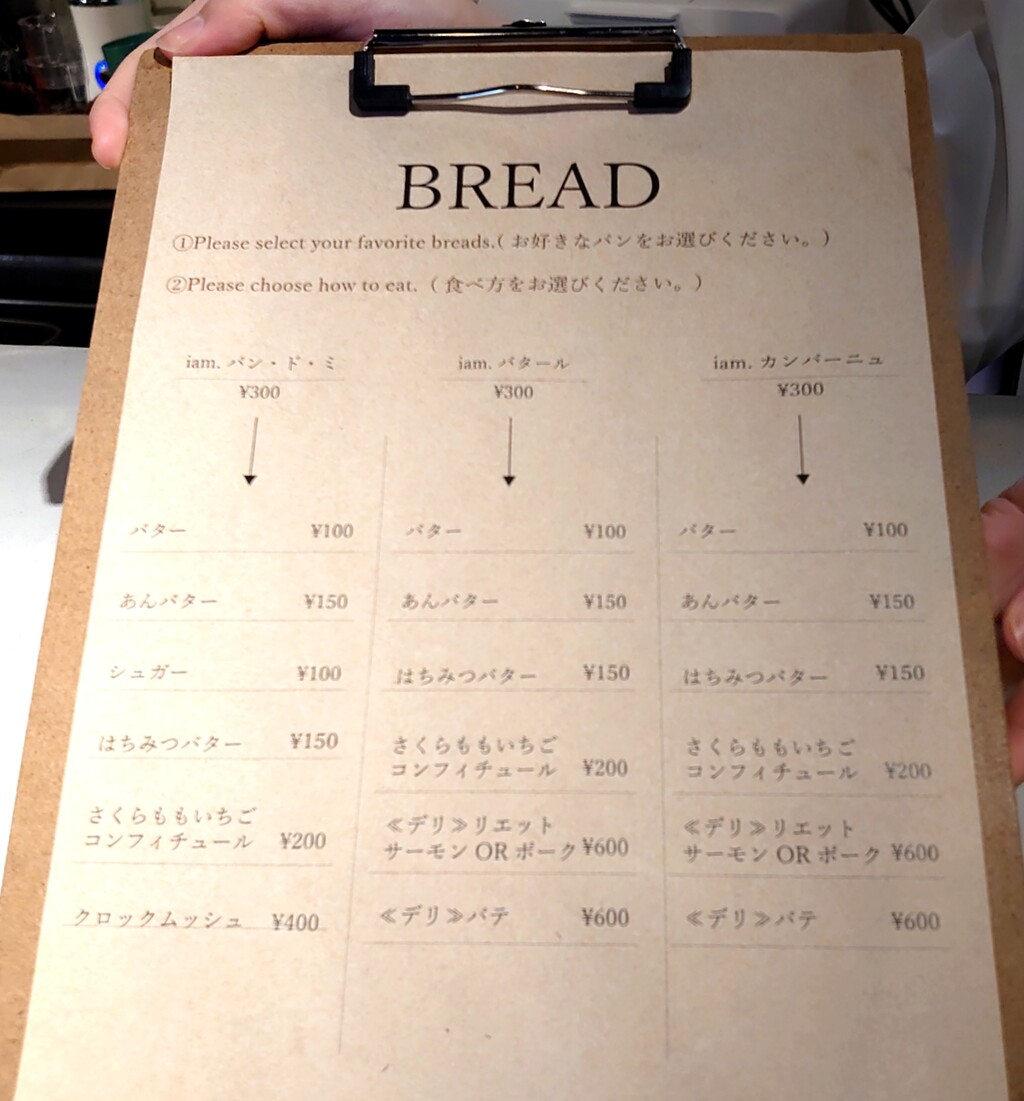 BREAD
①Please select your favorite breads.( お好きなパンをお選びください。)
②Please choose how to eat. ( 食べ方をお選びください。)
iam. パン・ド・ミ
¥300
バター ¥100
あんバター ¥150
シュガー ¥100
はちみつバター ¥150
さくらももいちご
コンフィチュール ¥200
クロックムッシュ ¥400
iam. バタール
¥300
バター ¥100
あんバター ¥150
はちみつバター ¥150
さくらももいちご
コンフィチュール ¥200
≪デリ≫リエット
サーモン OR ポーク ¥600
≪デリ≫パテ ¥600
iam. カンパーニュ
¥300
バター ¥100
あんバター ¥150
はちみつバター ¥150
さくらももいちご
コンフィチュール ¥200
≪デリ≫リエット
サーモン OR ポーク ¥600
≪デリ≫パテ ¥600